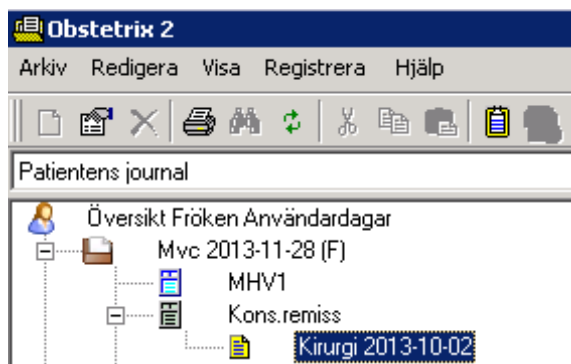 Obstetrix 2
Arkiv Redigera Visa Registrera Hjälp
Patientens journal
Översikt Fröken Användardagar
Mvc 2013-11-28 (F)
MHV1
Kons.remiss
Kirurgi 2013-10-02